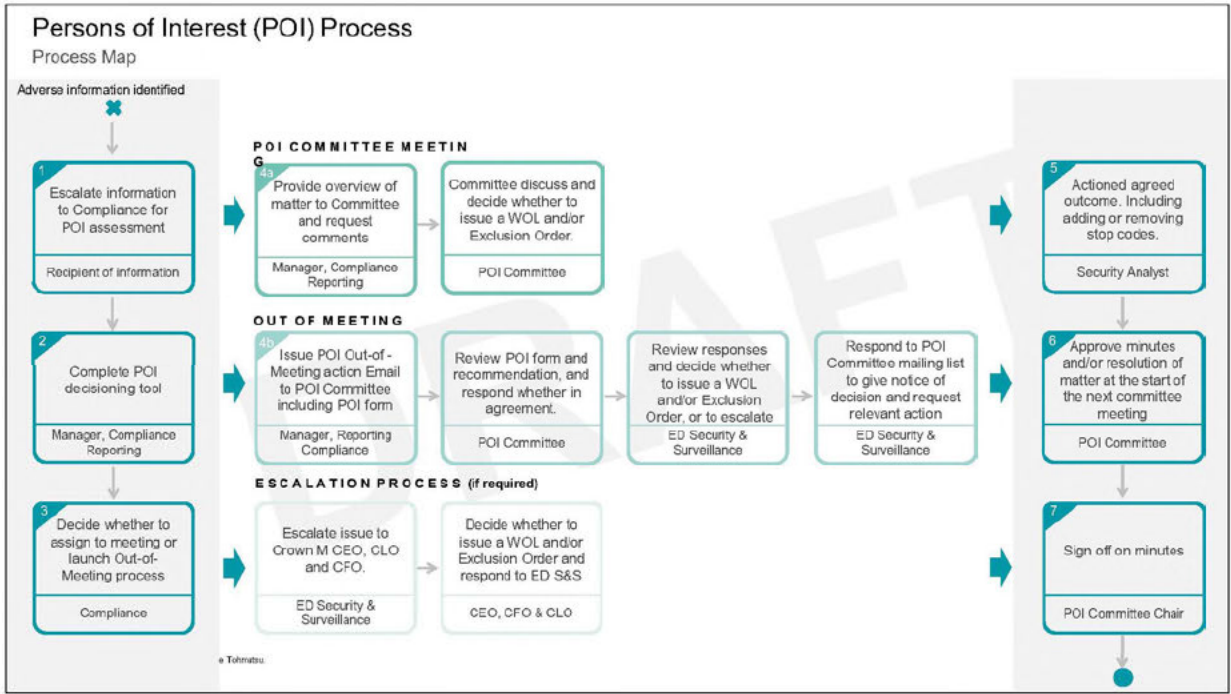 Persons of Interest (POI) Process
Process Map
Adverse information identified
1
Escalate information
to Compliance for
POI assessment
Recipient of information
2
Complete POI
decisioning tool
Manager, Compliance
Reporting
3
Decide whether to
assign to meeting or
launch Out-of-
Meeting process
Compliance
POI COMMITTEE MEETIN
G
4a
Provide overview of
matter to Committee
and request
comments
Manager, Compliance
Reporting
Committee discuss and
decide whether to
issue a WOL and/or
Exclusion Order.
POI Committee
OUT OF MEETING
4b
Issue POI Out-of-
Meeting action Email
to POI Committee
including POI form
Manager, Reporting
Compliance
Review POI form and
recommendation, and
respond whether in
agreement.
POI Committee
Review responses
and decide whether
to issue a WOL
and/or Exclusion
Order, or to escalate
ED Security &
Surveillance
Respond to POI
Committee mailing list
to give notice of
decision and request
relevant action
ED Security &
Surveillance
ESCALATION PROCESS (if required)
Escalate issue to
Crown M CEO, CLO
and CFO.
ED Security &
Surveillance
Decide whether to
issue a WOL and/or
Exclusion Order and
respond to ED S&S
CEO, CFO & CLO
5
Actioned agreed
outcome. Including
adding or removing
stop codes.
Security Analyst
6
Approve minutes
and/or resolution of
matter at the start of
the next committee
meeting
POI Committee
7
Sign off on minutes
POI Committee Chair
e Tohmatsu.
DRAFT